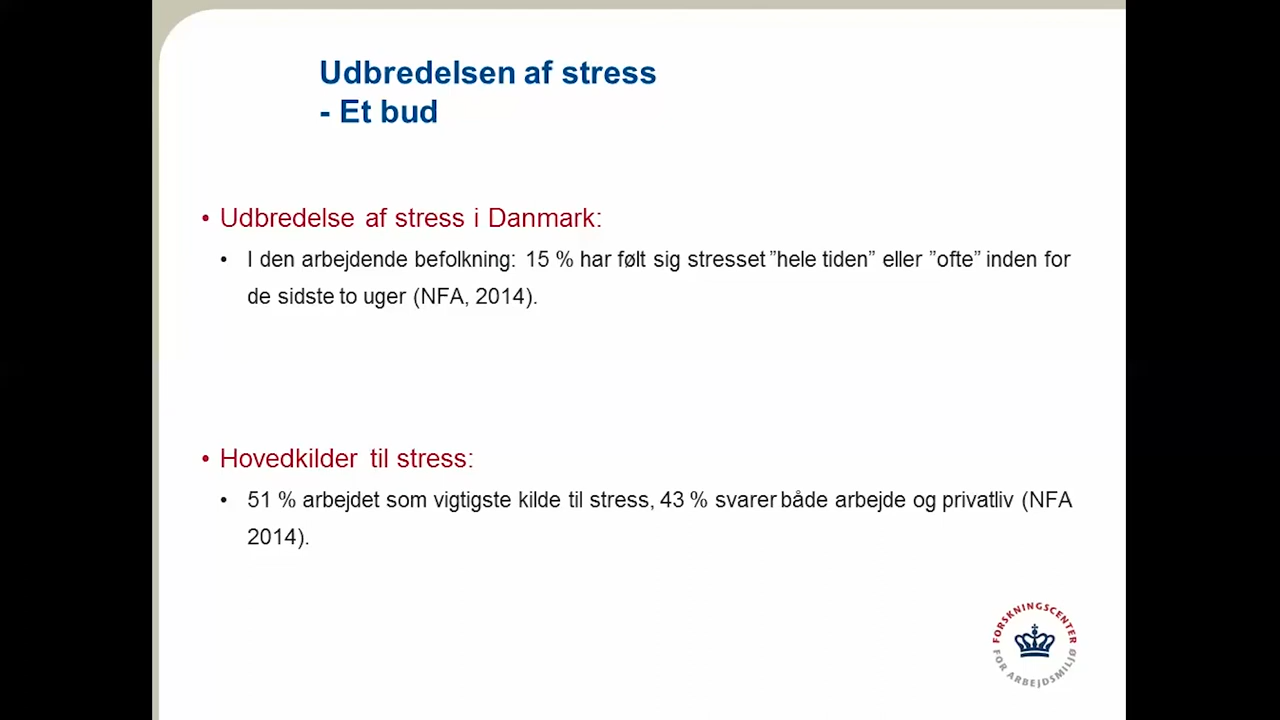 Udbredelsen af stress
- Et bud
• Udbredelse af stress i Danmark:
• I den arbejdende befolkning: 15 % har følt sig stresset ”hele tiden” eller ”ofte” inden for
de sidste to uger (NFA, 2014).
• Hovedkilder til stress:
• 51 % arbejdet som vigtigste kilde til stress, 43 % svarer både arbejde og privatliv (NFA
2014).
FORSKNINGSCENTER
FOR ARBEJDSMILJØ